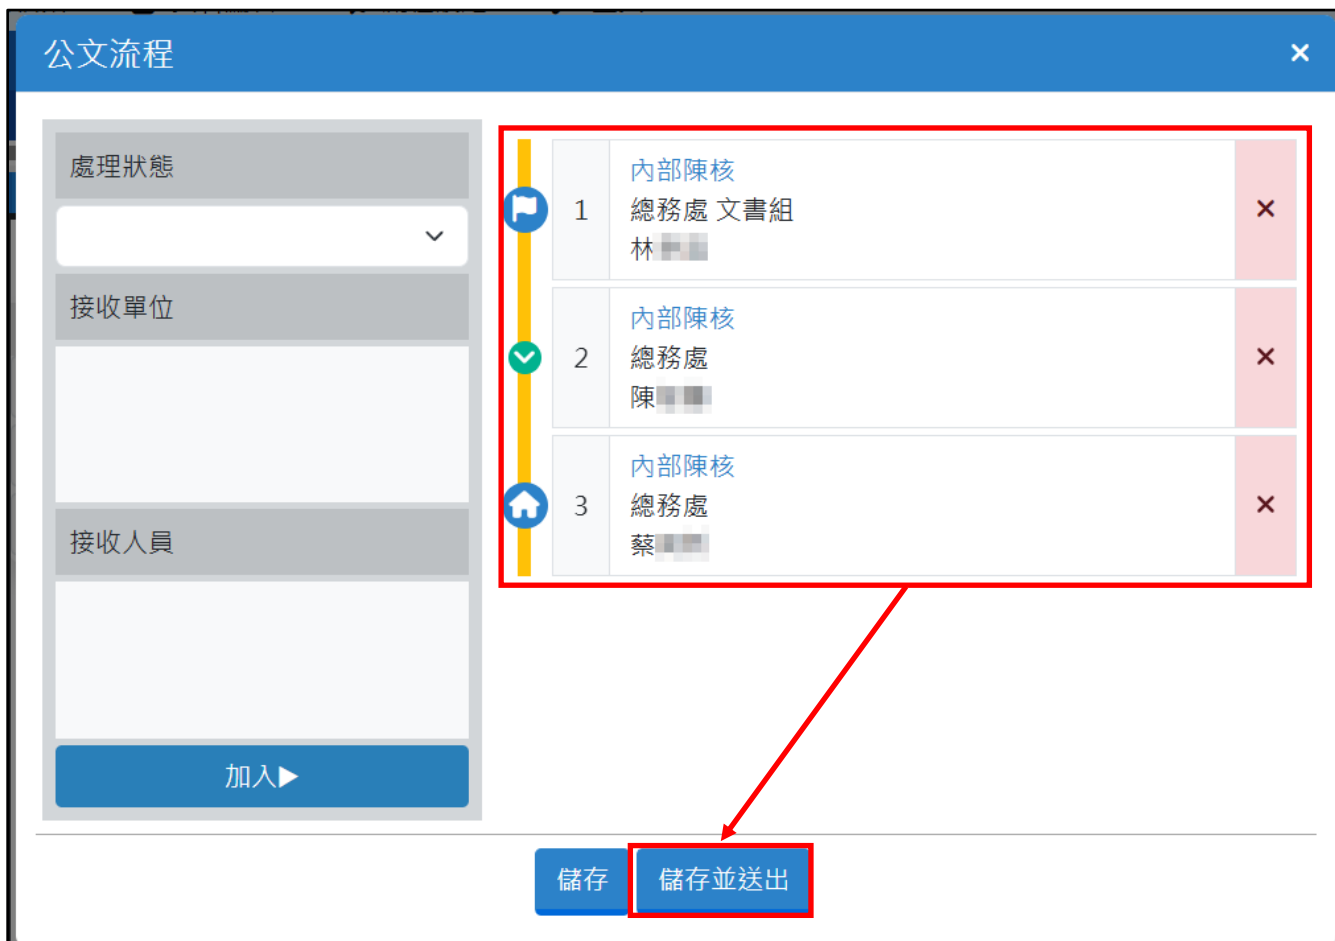 公文流程
處理狀態
接收單位
接收人員
加入▶
1
內部陳核
總務處 文書組
林
2
內部陳核
總務處
陳
3
內部陳核
總務處
蔡
儲存
儲存並送出